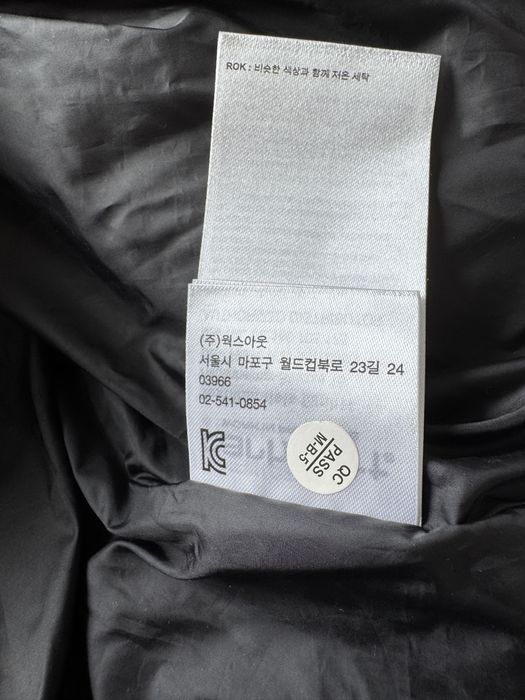 ROK : 비슷한 색상과 함께 저온 세탁
(주)웍스아웃
서울시 마포구 월드컵북로 23길 24
03966
02-541-0854
KC
QC
PASS
M-B-5